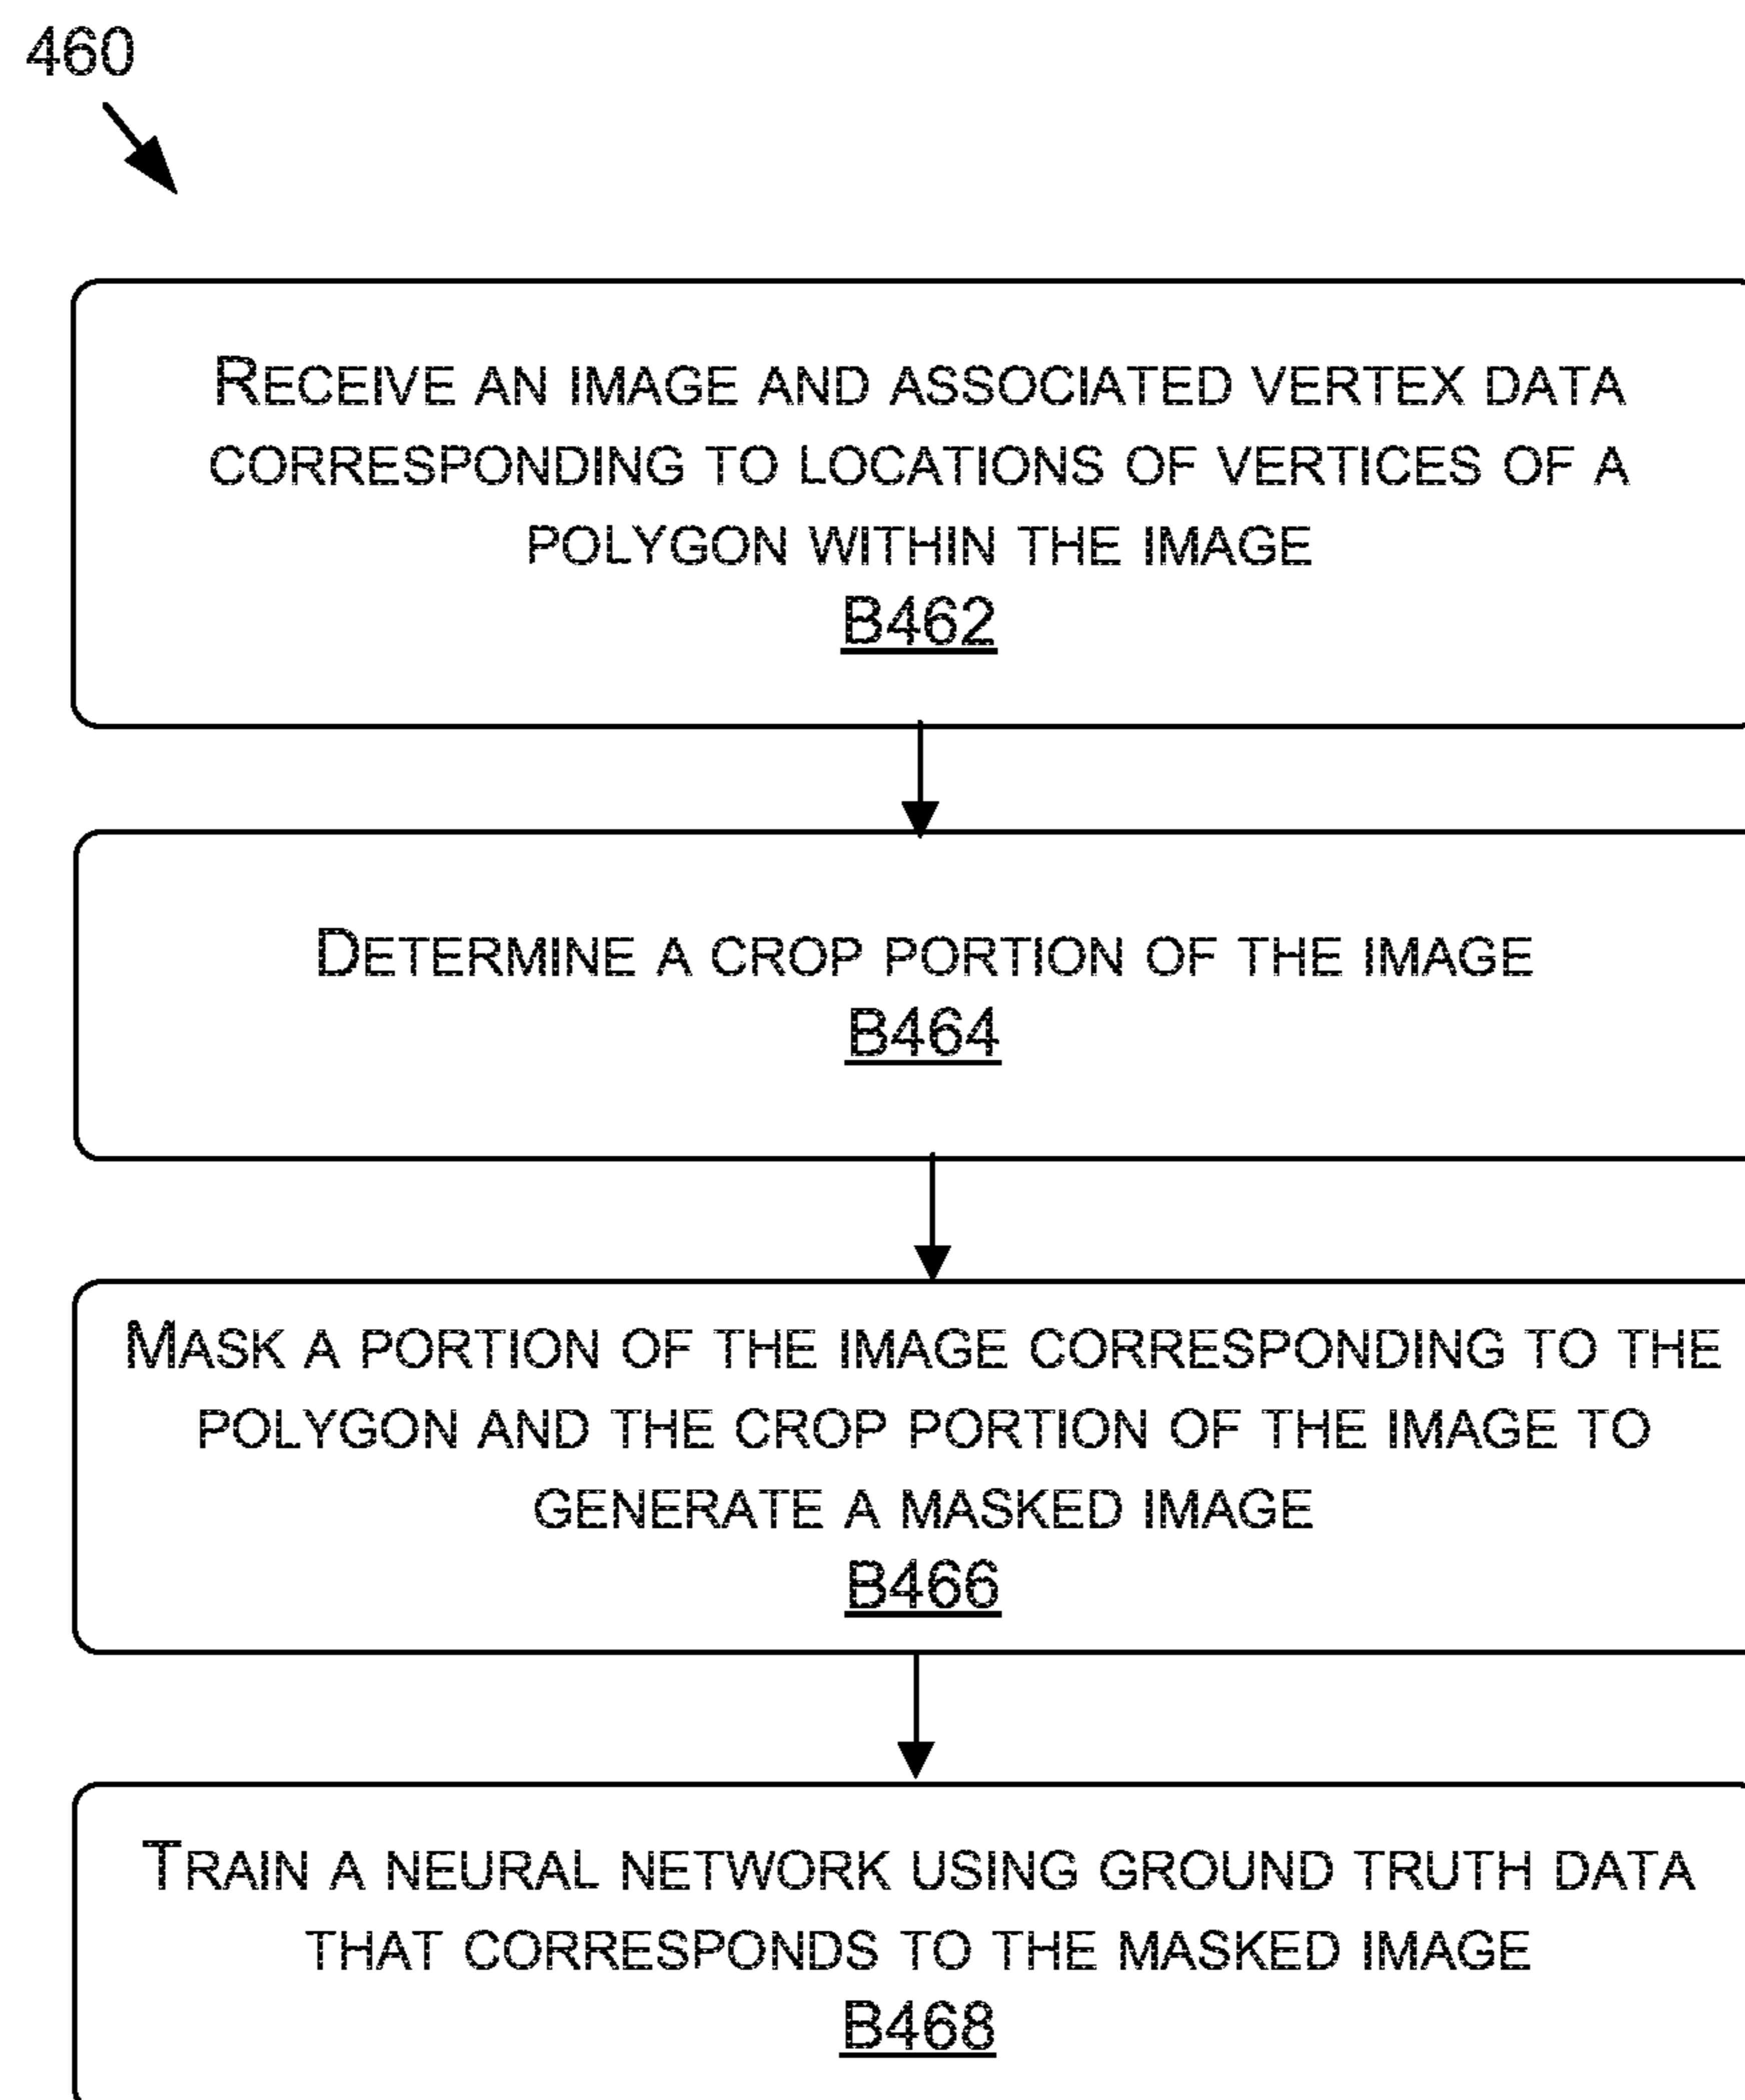 460
RECEIVE AN IMAGE AND ASSOCIATED VERTEX DATA
CORRESPONDING TO LOCATIONS OF VERTICES OF A
POLYGON WITHIN THE IMAGE
B462
DETERMINE A CROP PORTION OF THE IMAGE
B464
MASK A PORTION OF THE IMAGE CORRESPONDING TO THE
POLYGON AND THE CROP PORTION OF THE IMAGE TO
GENERATE A MASKED IMAGE
B466
TRAIN A NEURAL NETWORK USING GROUND TRUTH DATA
THAT CORRESPONDS TO THE MASKED IMAGE
B468